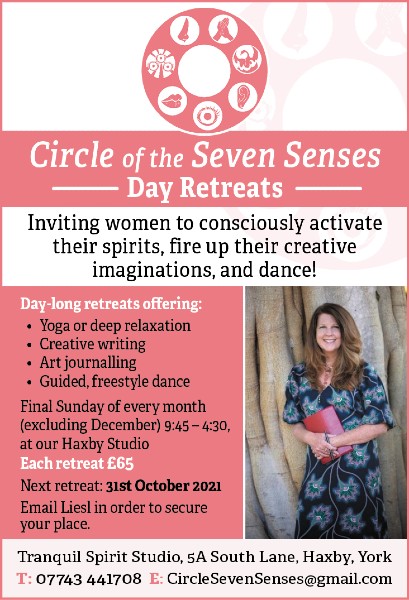 Circle of the Seven Senses
Day Retreats
Inviting women to consciously activate
their spirits, fire up their creative
imaginations, and dance!
Day-long retreats offering:
• Yoga or deep relaxation
• Creative writing
• Art journalling
• Guided, freestyle dance
Final Sunday of every month
(excluding December) 9:45 – 4:30,
at our Haxby Studio
Each retreat £65
Next retreat: 31st October 2021
Email Liesl in order to secure
your place.
Tranquil Spirit Studio, 5A South Lane, Haxby, York
T: 07743 441708 E: CircleSevenSenses@gmail.com